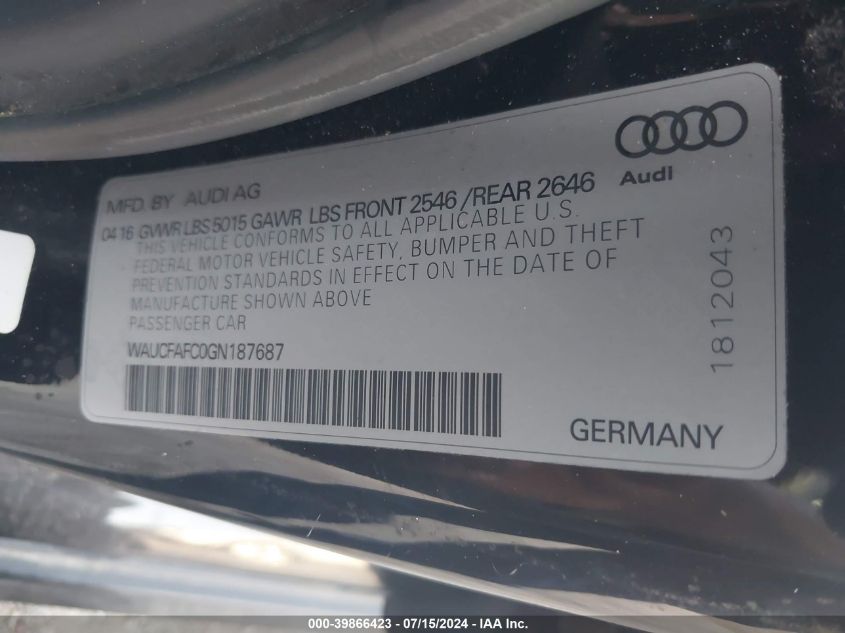 Audi
MFD. BY AUDI AG
04 16 GVWR LBS 5015 GAWR LBS FRONT 2546 /REAR 2646
THIS VEHICLE CONFORMS TO ALL APPLICABLE U.S.
FEDERAL MOTOR VEHICLE SAFETY, BUMPER AND THEFT
PREVENTION STANDARDS IN EFFECT ON THE DATE OF
MANUFACTURE SHOWN ABOVE
PASSENGER CAR
WAUCFAFC0GN187687
1812043
GERMANY
000-39866423 - 07/15/2024 - IAA Inc.